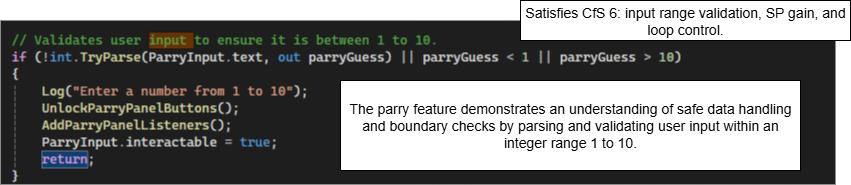 Satisfies CfS 6: input range validation, SP gain, and
loop control.
// Validates user input to ensure it is between 1 to 10.
if (!int.TryParse(ParryInput.text, out parryGuess) || parryGuess < 1 || parryGuess > 10)
{
Log("Enter a number from 1 to 10");
UnlockParryPanelButtons();
AddParryPanelListeners();
ParryInput.interactable = true;
return;
}
The parry feature demonstrates an understanding of safe data handling
and boundary checks by parsing and validating user input within an
integer range 1 to 10.